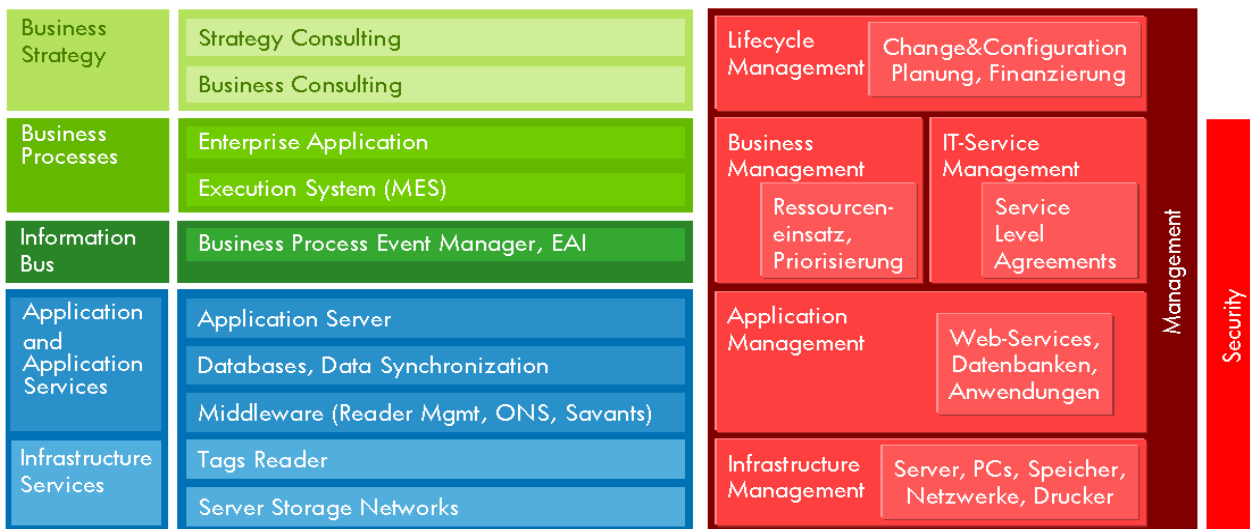 Business
Strategy
Strategy Consulting
Business Consulting
Business
Processes
Enterprise Application
Execution System (MES)
Information
Bus
Business Process Event Manager, EAI
Application
and
Application
Services
Application Server
Databases, Data Synchronization
Middleware (Reader Mgmt, ONS, Savants)
Infrastructure
Services
Tags Reader
Server Storage Networks
Lifecycle
Management
Change&Configuration
Planung, Finanzierung
Business
Management
Ressourcen-
einsatz,
Priorisierung
IT-Service
Management
Service
Level
Agreements
Application
Management
Web-Services,
Datenbanken,
Anwendungen
Infrastructure
Management
Server, PCs, Speicher,
Netzwerke, Drucker
Management
Security